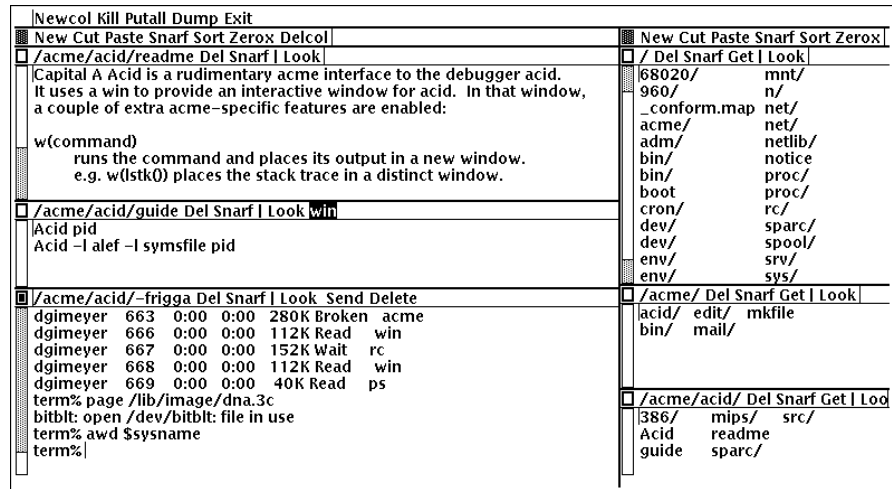 Newcol Kill Putall Dump Exit
New Cut Paste Snarf Sort Zerox Delcol
/acme/acid/readme Del Snarf | Look
Capital A Acid is a rudimentary acme interface to the debugger acid.
It uses a win to provide an interactive window for acid.  In that window,
a couple of extra acme-specific features are enabled:
w(command)
runs the command and places its output in a new window.
e.g. w(lstk()) places the stack trace in a distinct window.
/acme/acid/guide Del Snarf | Look win
Acid pid
Acid -l alef -l symsfile pid
/acme/acid/-frigga Del Snarf | Look  Send Delete
dgimeyer 663 0:00 0:00 280K Broken acme
dgimeyer 666 0:00 0:00 112K Read win
dgimeyer 667 0:00 0:00 152K Wait rc
dgimeyer 668 0:00 0:00 112K Read win
dgimeyer 669 0:00 0:00 40K Read ps
term% page /lib/image/dna.3c
bitblt: open /dev/bitblt: file in use
term% awd $sysname
term%
New Cut Paste Snarf Sort Zerox
/ Del Snarf Get | Look
68020/ mnt/
960/ n/
_conform.map net/
acme/ net/
adm/ netlib/
bin/ notice
bin/ proc/
boot proc/
cron/ rc/
dev/ sparc/
dev/ spool/
env/ srv/
env/ sys/
/acme/ Del Snarf Get | Look
acid/ edit/ mkfile
bin/ mail/
/acme/acid/ Del Snarf Get | Loo
386/ mips/ src/
Acid readme
guide sparc/